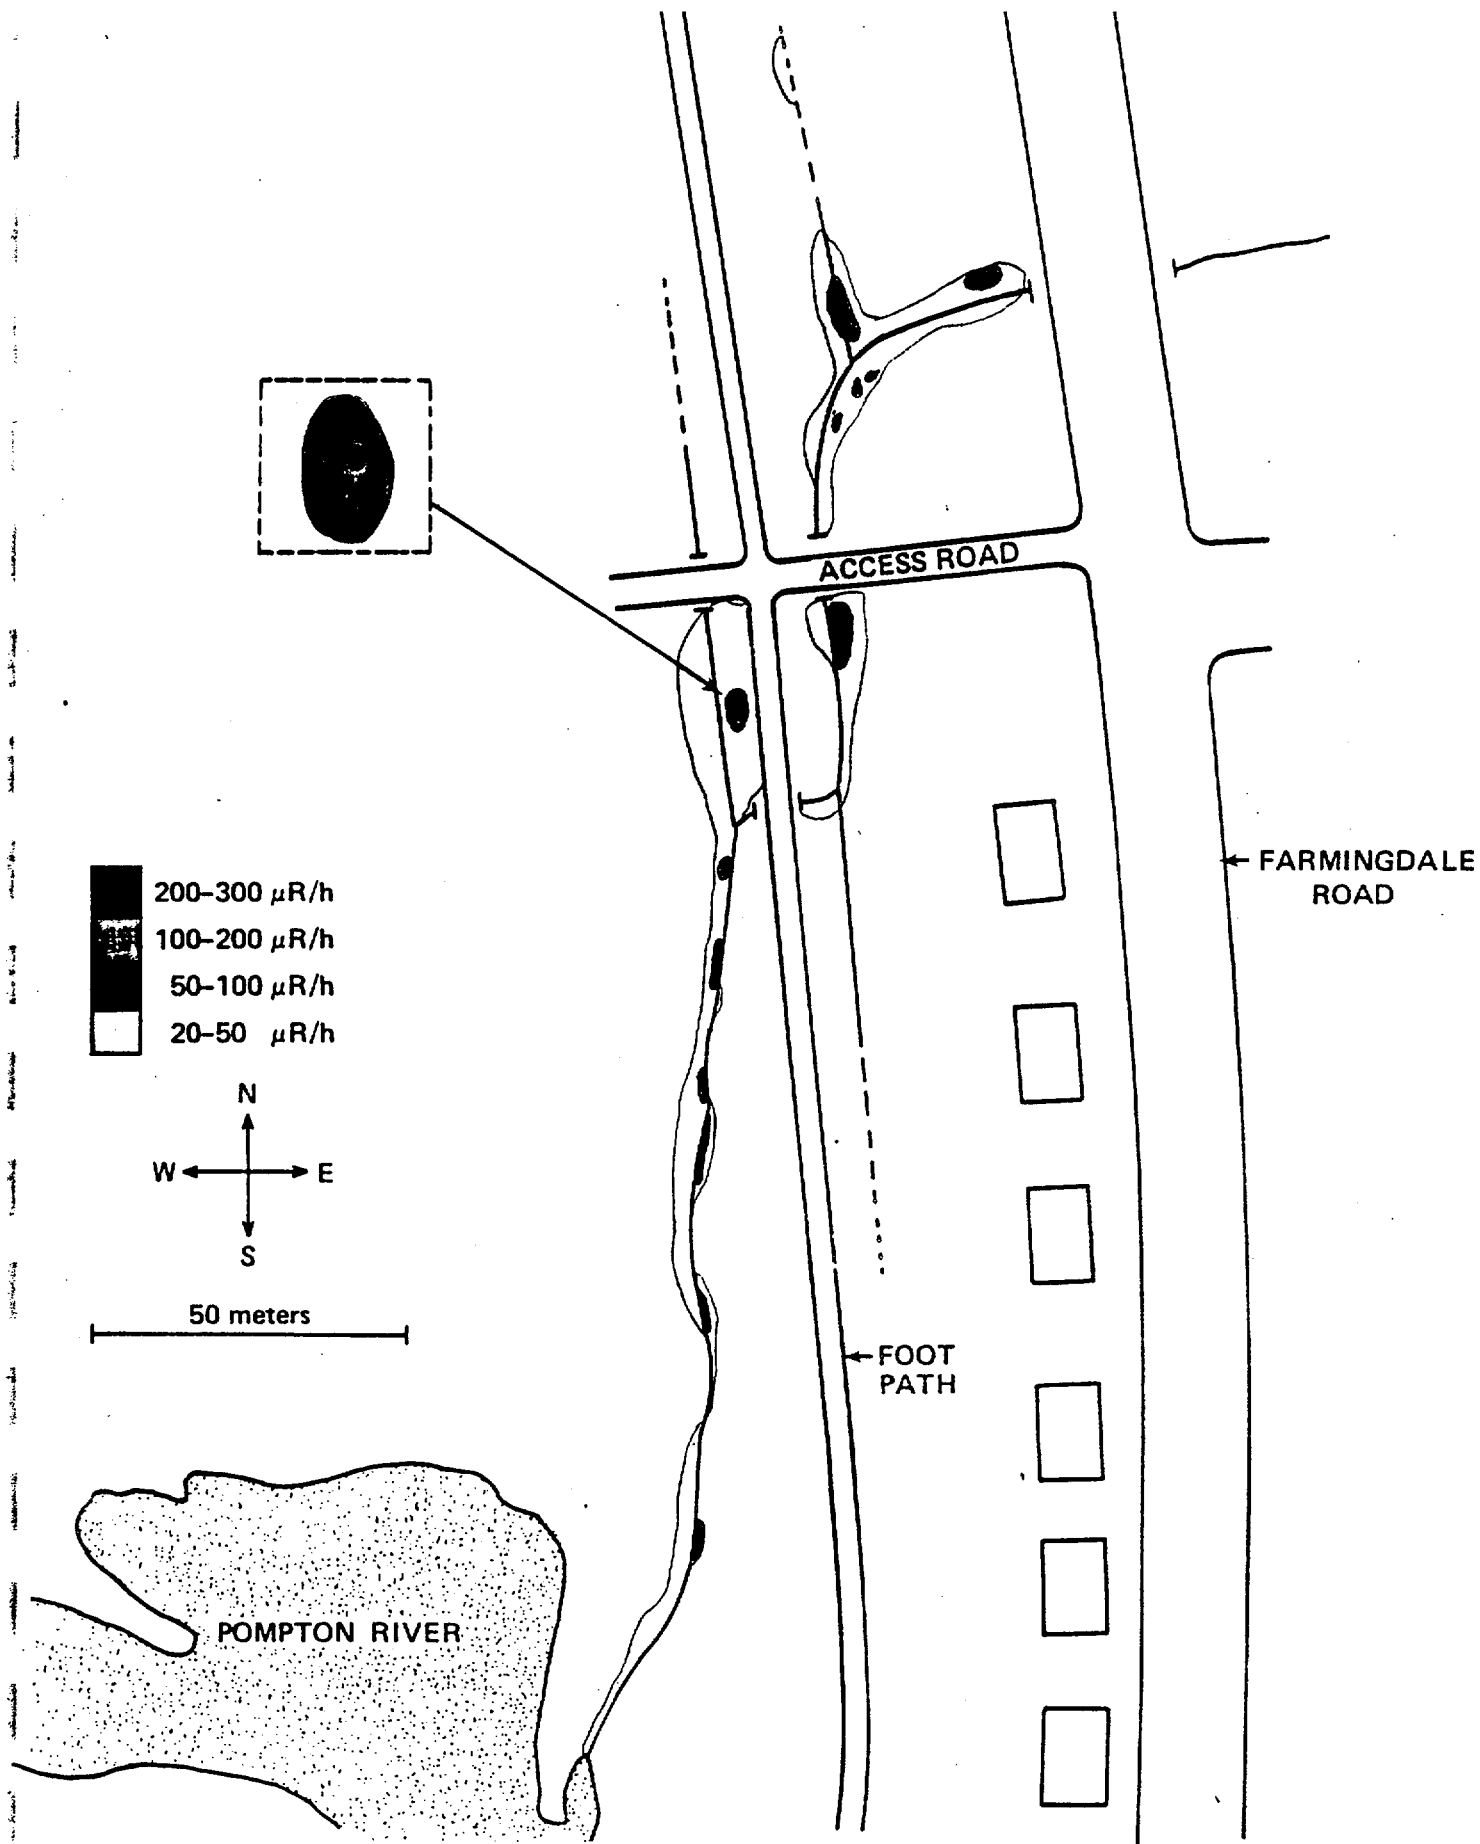 ACCESS ROAD
FARMINGDALE
ROAD
200–300 μR/h
100–200 μR/h
50–100 μR/h
20–50 μR/h
N
W
E
S
50 meters
FOOT
PATH
POMPTON RIVER